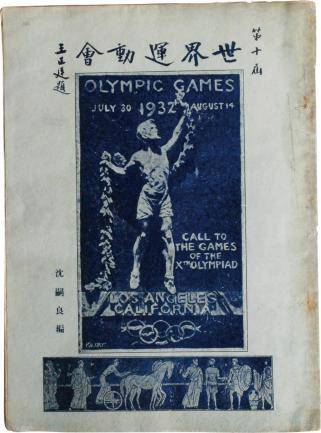 第十屆
世界運動會
王正廷題
OLYMPIC GAMES
JULY 30 1932 AUGUST 14
CALL TO
THE GAMES
OF THE
XTH OLYMPIAD
LOS ANGELES
CALIFORNIA
沈嗣良編